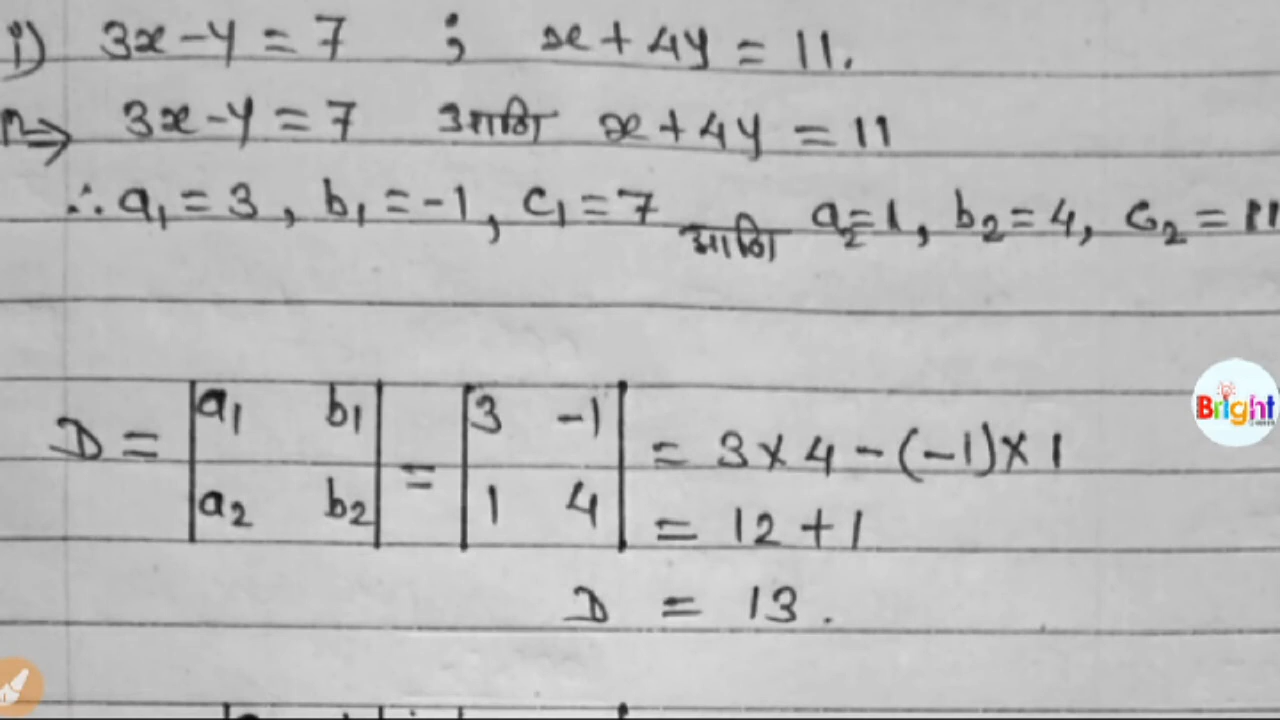 i) 3x-y = 7 ; x + 4y = 11.
⇒ 3x-y = 7 आणि x + 4y = 11
∴ a₁ = 3, b₁ = -1, c₁ = 7 आणि a₂ = 1, b₂ = 4, c₂ = 11
D = |a₁ b₁| = |3 -1| = 3 × 4 - (-1) × 1
|a₂ b₂| |1 4| = 12 + 1
D = 13.
Bright